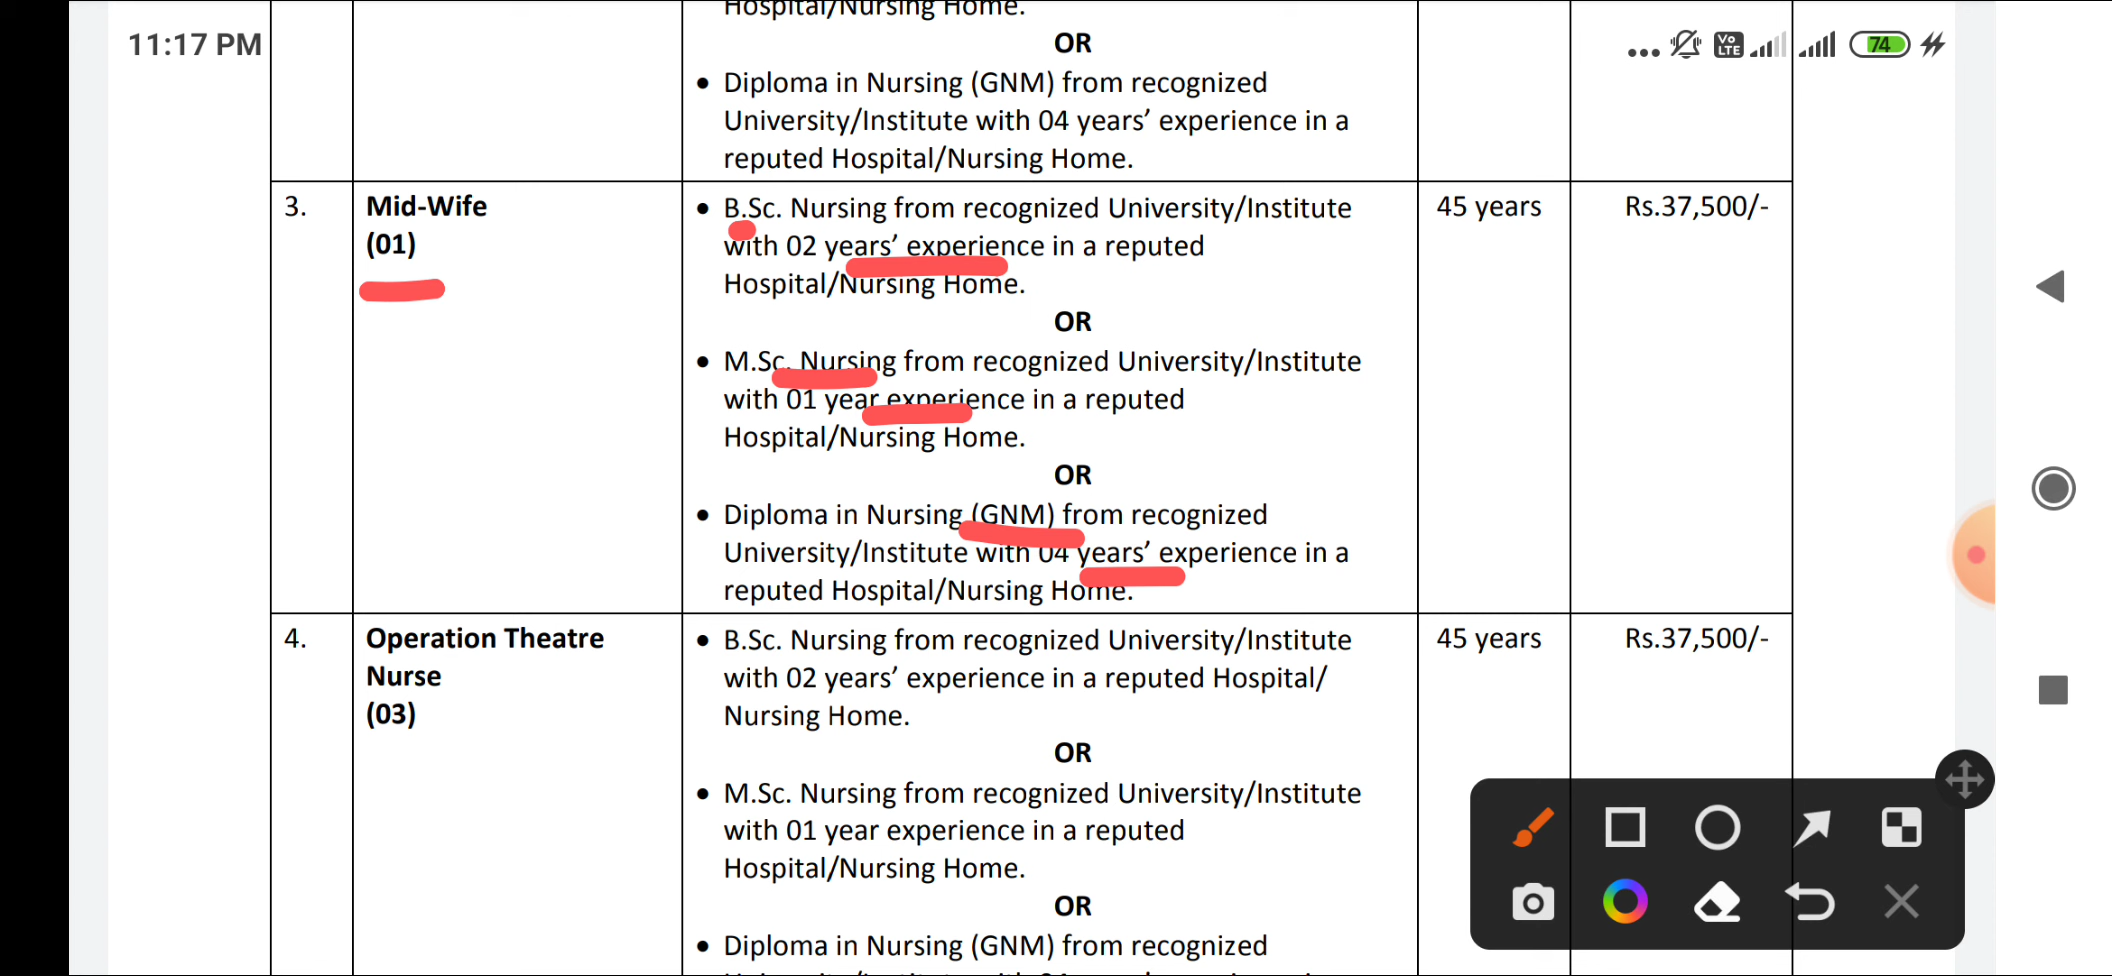 Hospital/Nursing Home.
11:17 PM
OR
Vo LTE
74
• Diploma in Nursing (GNM) from recognized
University/Institute with 04 years’ experience in a
reputed Hospital/Nursing Home.
3.
Mid-Wife
(01)
• B.Sc. Nursing from recognized University/Institute
with 02 years’ experience in a reputed
Hospital/Nursing Home.
OR
• M.Sc. Nursing from recognized University/Institute
with 01 year experience in a reputed
Hospital/Nursing Home.
OR
• Diploma in Nursing (GNM) from recognized
University/Institute with 04 years’ experience in a
reputed Hospital/Nursing Home.
45 years
Rs.37,500/-
4.
Operation Theatre
Nurse
(03)
• B.Sc. Nursing from recognized University/Institute
with 02 years’ experience in a reputed Hospital/
Nursing Home.
OR
• M.Sc. Nursing from recognized University/Institute
with 01 year experience in a reputed
Hospital/Nursing Home.
OR
• Diploma in Nursing (GNM) from recognized
45 years
Rs.37,500/-